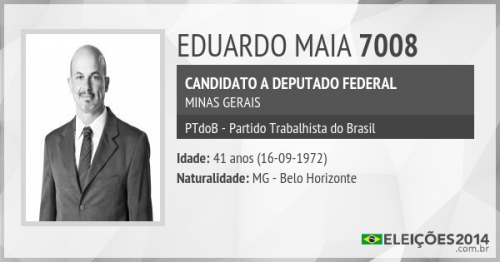 EDUARDO MAIA 7008
CANDIDATO A DEPUTADO FEDERAL
MINAS GERAIS
PTdoB - Partido Trabalhista do Brasil
Idade: 41 anos (16-09-1972)
Naturalidade: MG - Belo Horizonte
ELEIÇÕES2014
.com.br